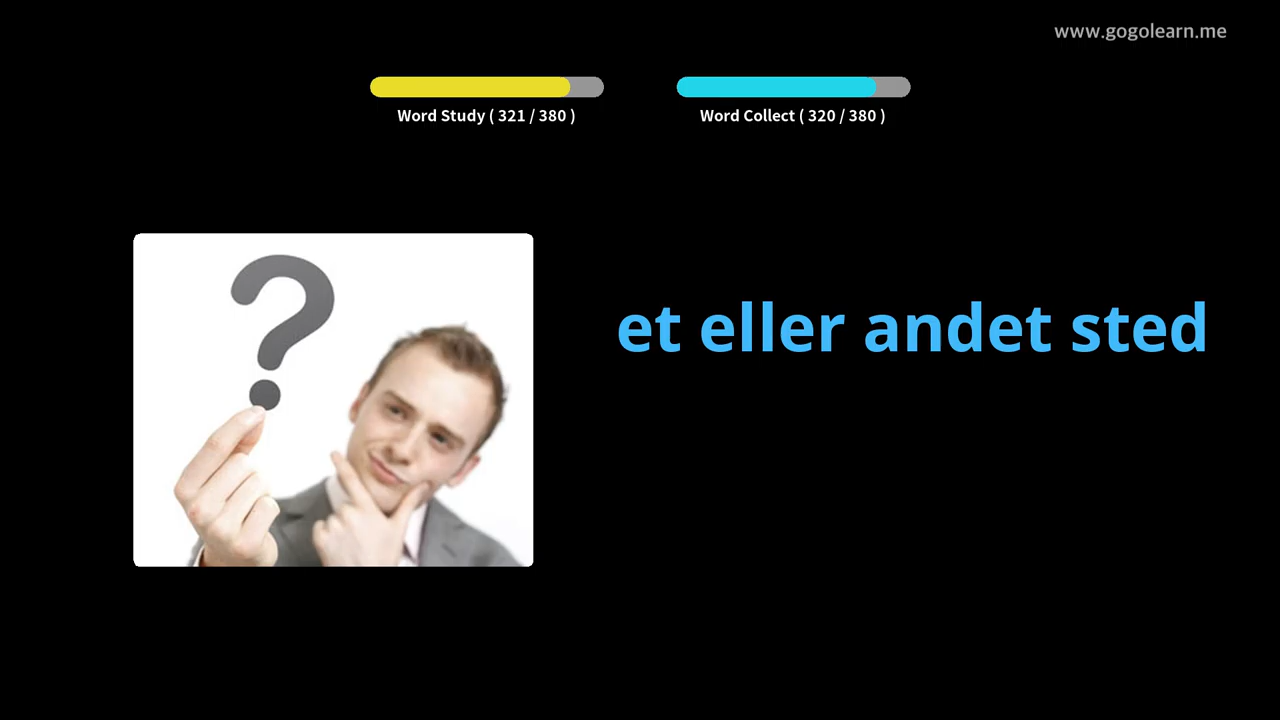 www.gogolearn.me
Word Study ( 321 / 380 )
Word Collect ( 320 / 380 )
?
et eller andet sted